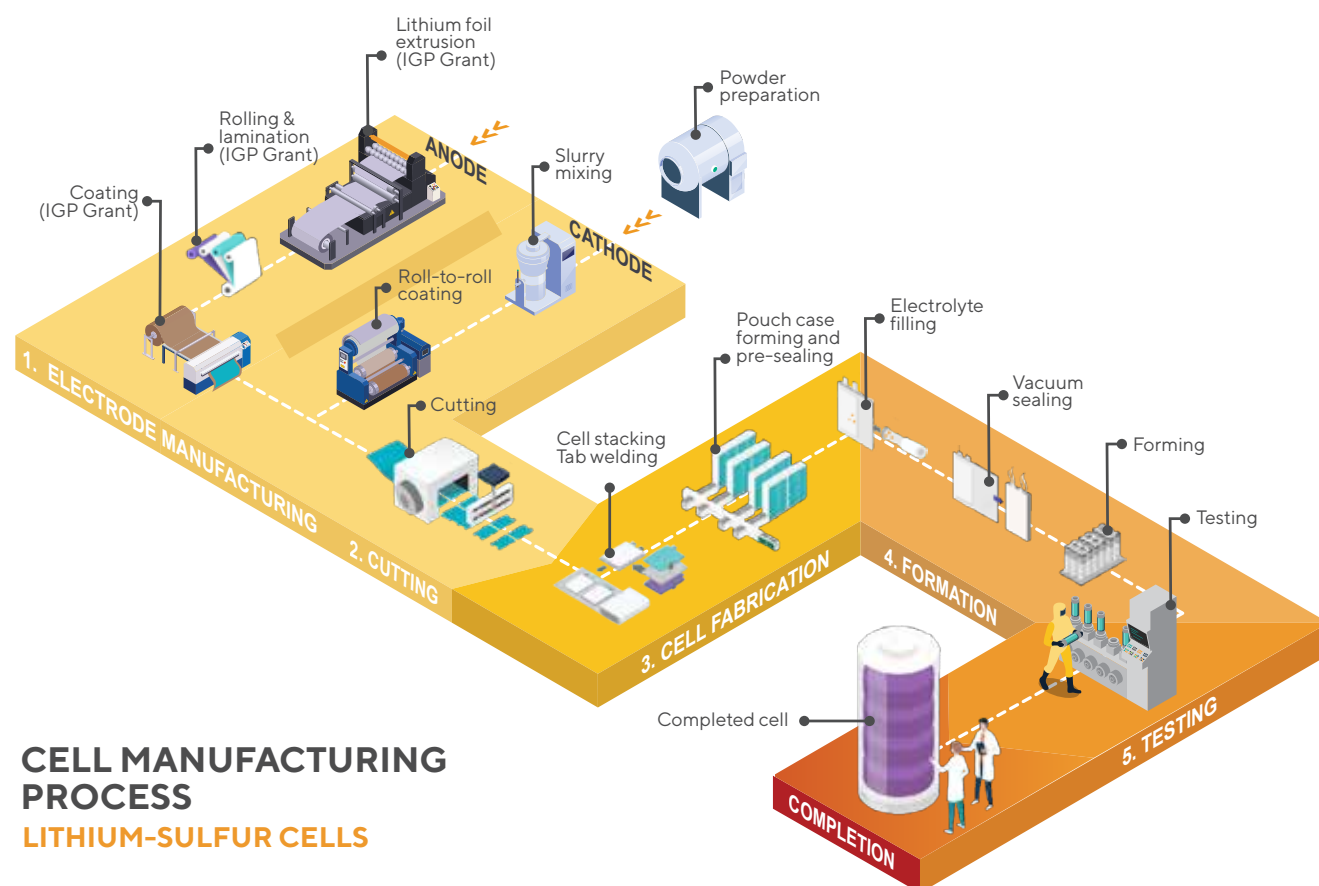 Lithium foil
extrusion
(IGP Grant)
Powder
preparation
Rolling &
lamination
(IGP Grant)
ANODE
Slurry
mixing
Coating
(IGP Grant)
CATHODE
Roll-to-roll
coating
Electrolyte
filling
Pouch case
forming and
pre-sealing
1. ELECTRODE MANUFACTURING
Cutting
Vacuum
sealing
Cell stacking
Tab welding
Forming
Testing
2. CUTTING
3. CELL FABRICATION
4. FORMATION
Completed cell
5. TESTING
COMPLETION
CELL MANUFACTURING
PROCESS
LITHIUM-SULFUR CELLS